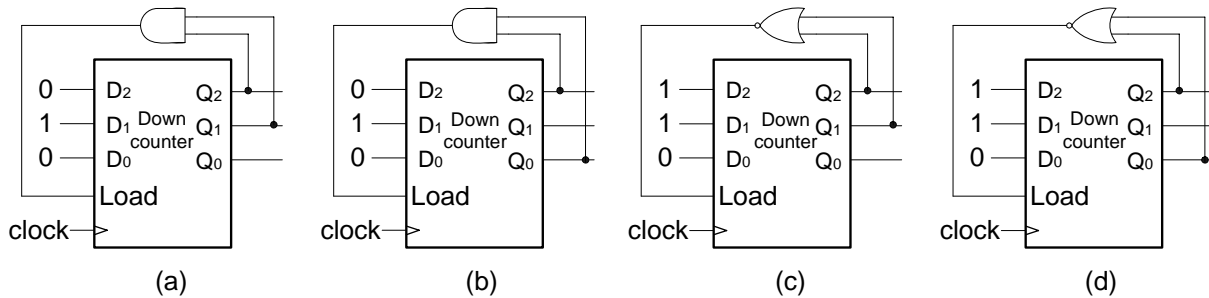 0 D2 Q2
1 D1 Down Q1
counter
0 D0 Q0
Load
clock
(a)
0 D2 Q2
1 D1 Down Q1
counter
0 D0 Q0
Load
clock
(b)
1 D2 Q2
1 D1 Down Q1
counter
0 D0 Q0
Load
clock
(c)
1 D2 Q2
1 D1 Down Q1
counter
0 D0 Q0
Load
clock
(d)